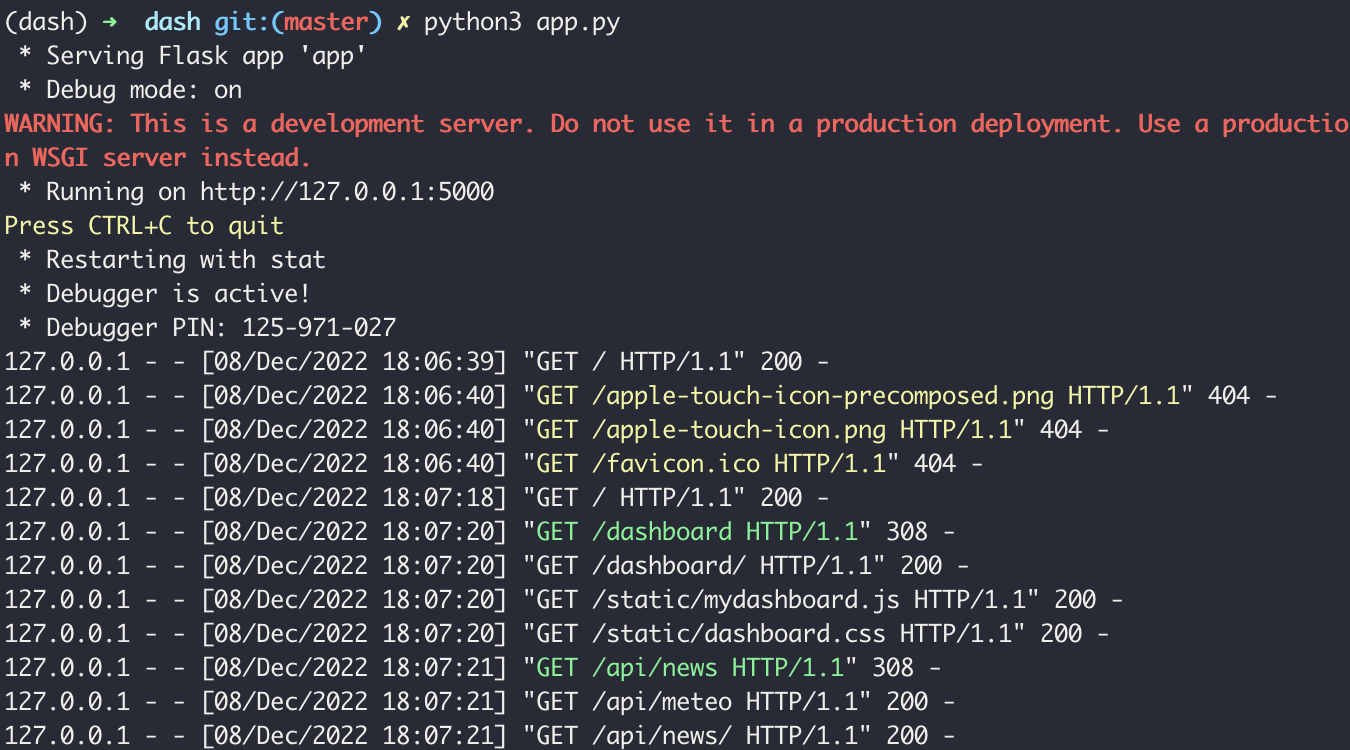 (dash) ➜  dash git:(master) ✗ python3 app.py
 * Serving Flask app 'app'
 * Debug mode: on
WARNING: This is a development server. Do not use it in a production deployment. Use a productio
n WSGI server instead.
 * Running on http://127.0.0.1:5000
Press CTRL+C to quit
 * Restarting with stat
 * Debugger is active!
 * Debugger PIN: 125-971-027
127.0.0.1 - - [08/Dec/2022 18:06:39] "GET / HTTP/1.1" 200 -
127.0.0.1 - - [08/Dec/2022 18:06:40] "GET /apple-touch-icon-precomposed.png HTTP/1.1" 404 -
127.0.0.1 - - [08/Dec/2022 18:06:40] "GET /apple-touch-icon.png HTTP/1.1" 404 -
127.0.0.1 - - [08/Dec/2022 18:06:40] "GET /favicon.ico HTTP/1.1" 404 -
127.0.0.1 - - [08/Dec/2022 18:07:18] "GET / HTTP/1.1" 200 -
127.0.0.1 - - [08/Dec/2022 18:07:20] "GET /dashboard HTTP/1.1" 308 -
127.0.0.1 - - [08/Dec/2022 18:07:20] "GET /dashboard/ HTTP/1.1" 200 -
127.0.0.1 - - [08/Dec/2022 18:07:20] "GET /static/mydashboard.js HTTP/1.1" 200 -
127.0.0.1 - - [08/Dec/2022 18:07:20] "GET /static/dashboard.css HTTP/1.1" 200 -
127.0.0.1 - - [08/Dec/2022 18:07:21] "GET /api/news HTTP/1.1" 308 -
127.0.0.1 - - [08/Dec/2022 18:07:21] "GET /api/meteo HTTP/1.1" 200 -
127.0.0.1 - - [08/Dec/2022 18:07:21] "GET /api/news/ HTTP/1.1" 200 -